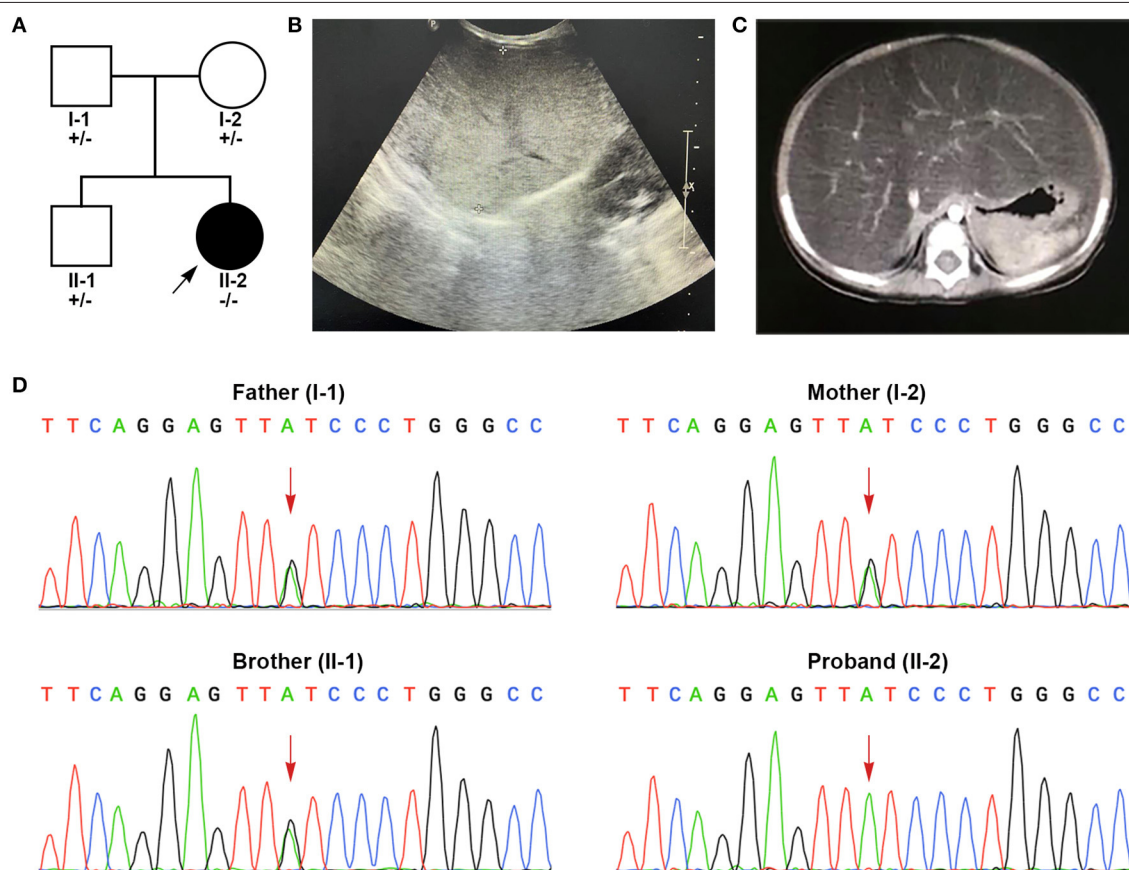 A
B
C
I-1
+/-
I-2
+/-
II-1
+/-
II-2
-/-
P
X
D
Father (I-1)
T T C A G G A G T T A T C C C T G G G C C
Mother (I-2)
T T C A G G A G T T A T C C C T G G G C C
Brother (II-1)
T T C A G G A G T T A T C C C T G G G C C
Proband (II-2)
T T C A G G A G T T A T C C C T G G G C C